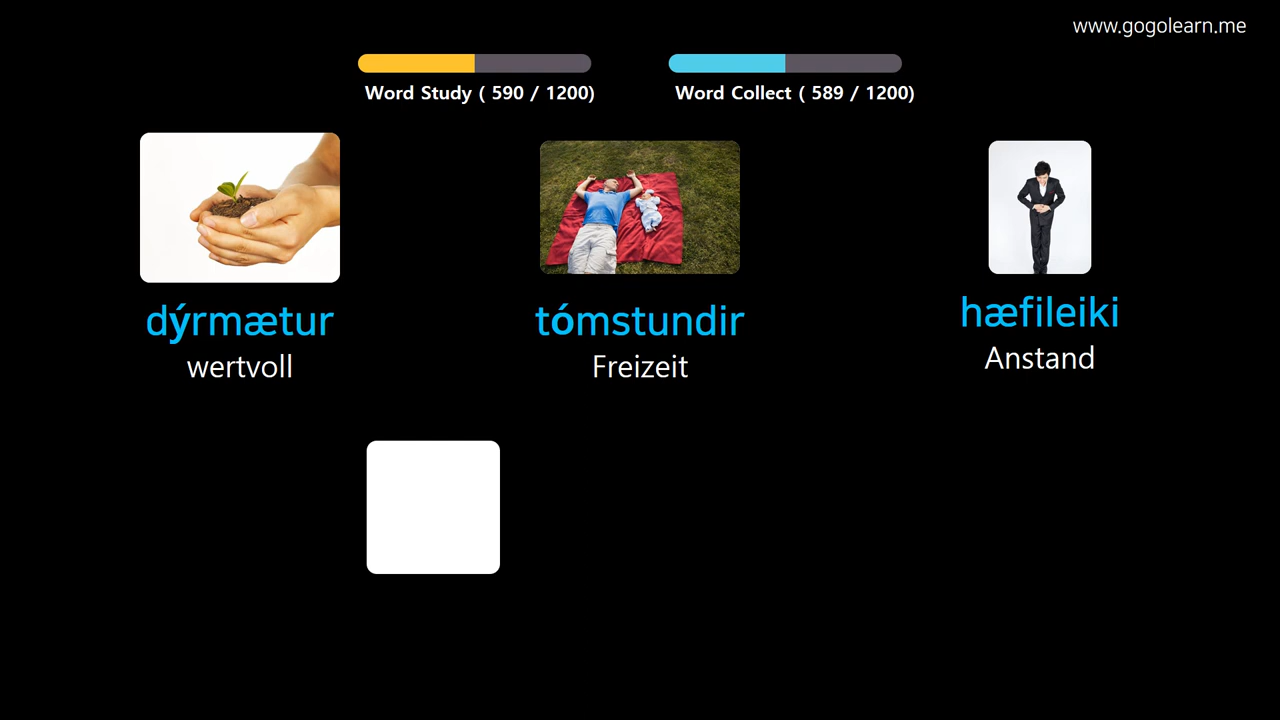 www.gogolearn.me
Word Study ( 590 / 1200)
Word Collect ( 589 / 1200)
dýrmætur
wertvoll
tómstundir
Freizeit
hæfileiki
Anstand